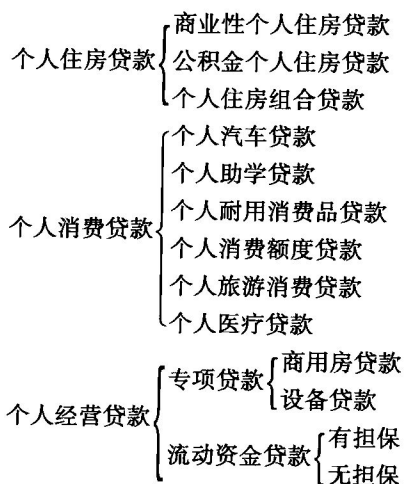 个人住房贷款
商业性个人住房贷款
公积金个人住房贷款
个人住房组合贷款
个人消费贷款
个人汽车贷款
个人助学贷款
个人耐用消费品贷款
个人消费额度贷款
个人旅游消费贷款
个人医疗贷款
个人经营贷款
专项贷款
商用房贷款
设备贷款
流动资金贷款
有担保
无担保